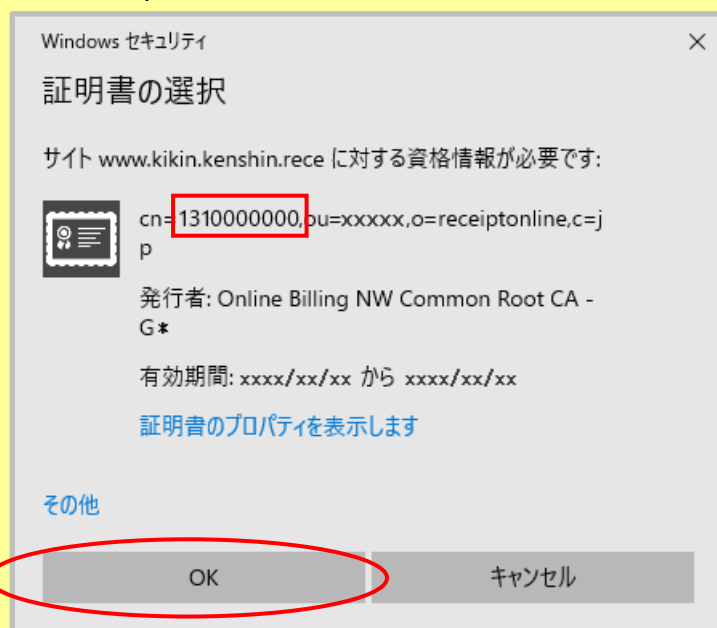 Windows セキュリティ
証明書の選択
サイト www.kikin.kenshin.rece に対する資格情報が必要です:
cn=1310000000,ou=xxxxx,o=receiptonline,c=j
p
発行者: Online Billing NW Common Root CA -
G*
有効期間: xxxx/xx/xx から xxxx/xx/xx
証明書のプロパティを表示します
その他
OK
キャンセル